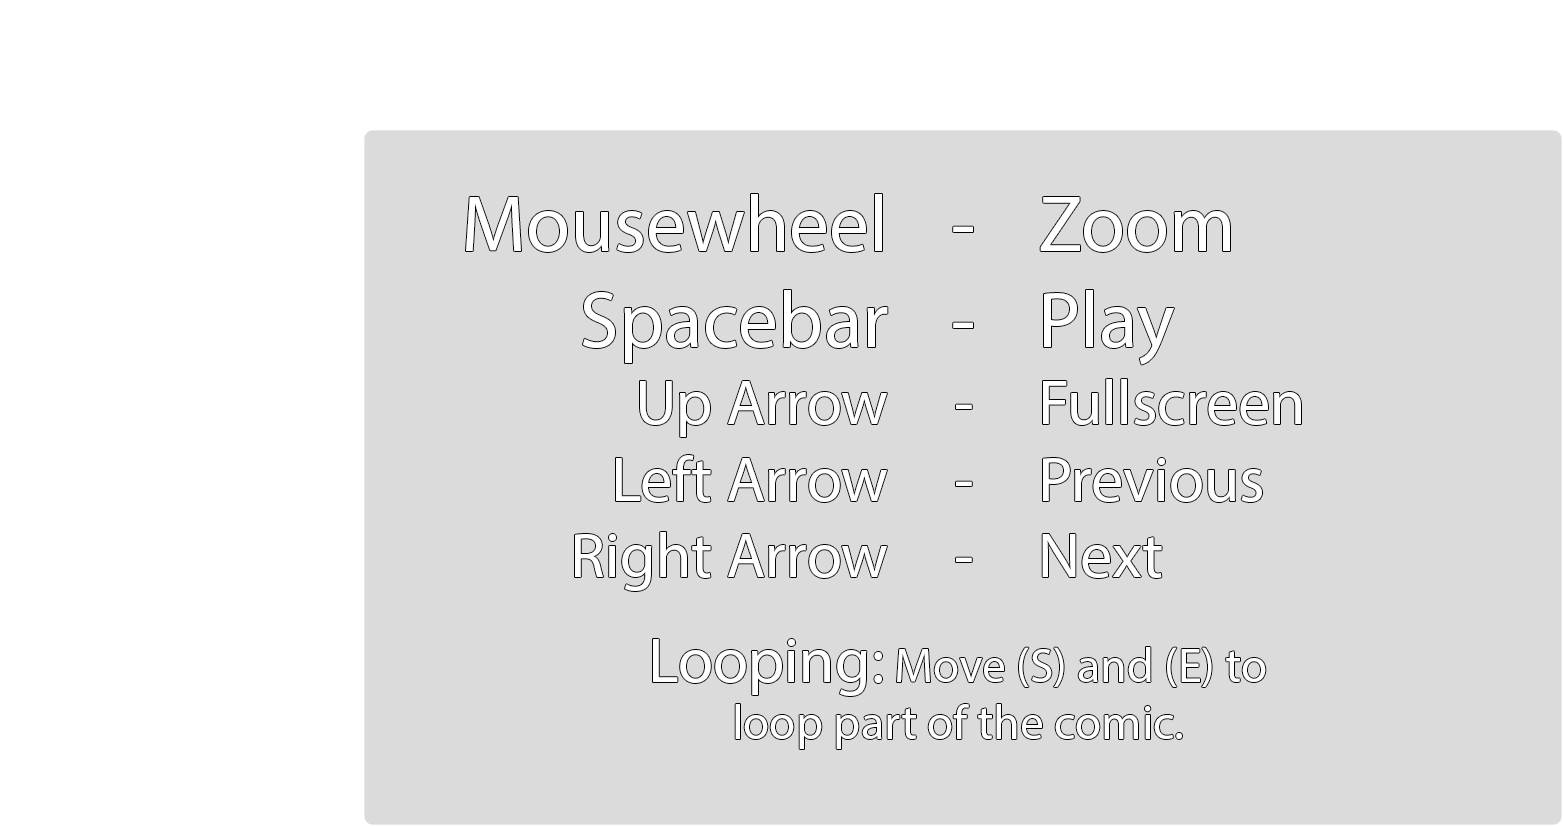 Mousewheel - Zoom
Spacebar - Play
Up Arrow - Fullscreen
Left Arrow - Previous
Right Arrow - Next
Looping: Move (S) and (E) to
loop part of the comic.